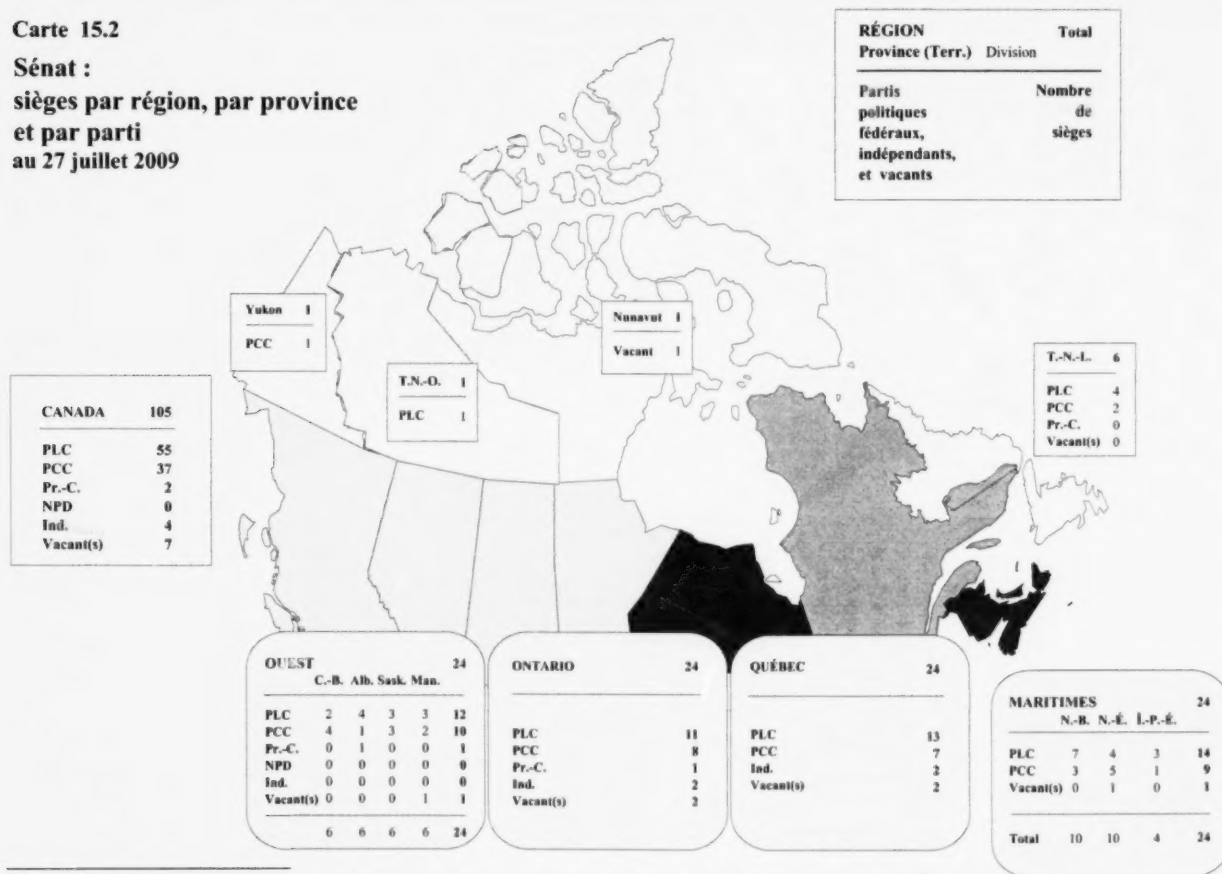 Carte 15.2
Sénat :
sièges par région, par province
et par parti
au 27 juillet 2009
RÉGION Total
Province (Terr.) Division
Partis Nombre
politiques de
fédéraux, sièges
indépendants,
et vacants
Yukon 1
PCC 1
T.N.-O. 1
PLC 1
Nunavut 1
Vacant 1
T.-N.-L. 6
PLC 4
PCC 2
Pr.-C. 0
Vacant(s) 0
CANADA 105
PLC 55
PCC 37
Pr.-C. 2
NPD 0
Ind. 4
Vacant(s) 7
OUEST 24
C.-B. Alb. Sask. Man.
PLC 2 4 3 3 12
PCC 4 1 3 2 10
Pr.-C. 0 1 0 0 1
NPD 0 0 0 0 0
Ind. 0 0 0 0 0
Vacant(s) 0 0 0 1 1
6 6 6 6 24
ONTARIO 24
PLC 11
PCC 8
Pr.-C. 1
Ind. 2
Vacant(s) 2
QUÉBEC 24
PLC 13
PCC 7
Ind. 2
Vacant(s) 2
MARITIMES 24
N.-B. N.-É. Î.-P.-É.
PLC 7 4 3 14
PCC 3 5 1 9
Vacant(s) 0 1 0 1
Total 10 10 4 24